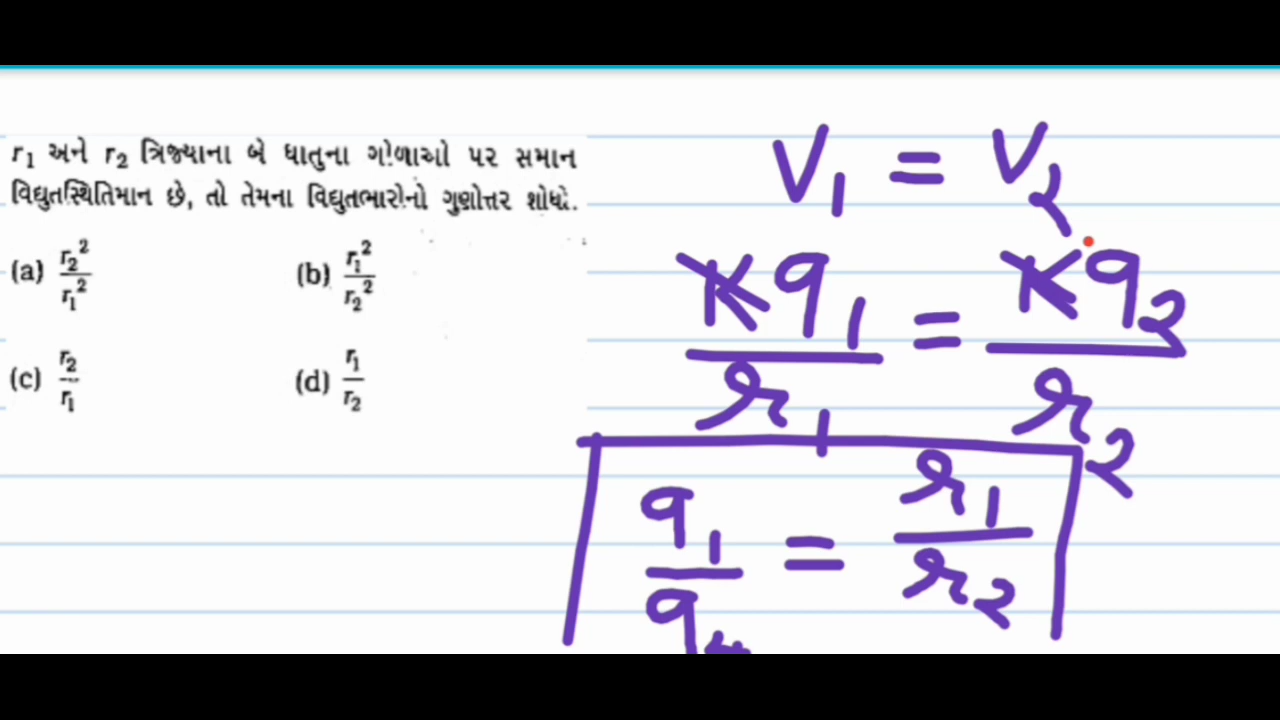 r₁ અને r₂ ત્રિજ્યાના બે ધાતુના ગોળાઓ પર સમાન
વિદ્યુતસ્થિતિમાન છે, તો તેમના વિદ્યુતભારોનો ગુણોત્તર શોધો.
(a) r₂²/r₁² (b) r₁²/r₂²
(c) r₂/r₁ (d) r₁/r₂
V₁ = V₂
Kq₁/r₁ = Kq₂/r₂
q₁/q = r₁/r₂